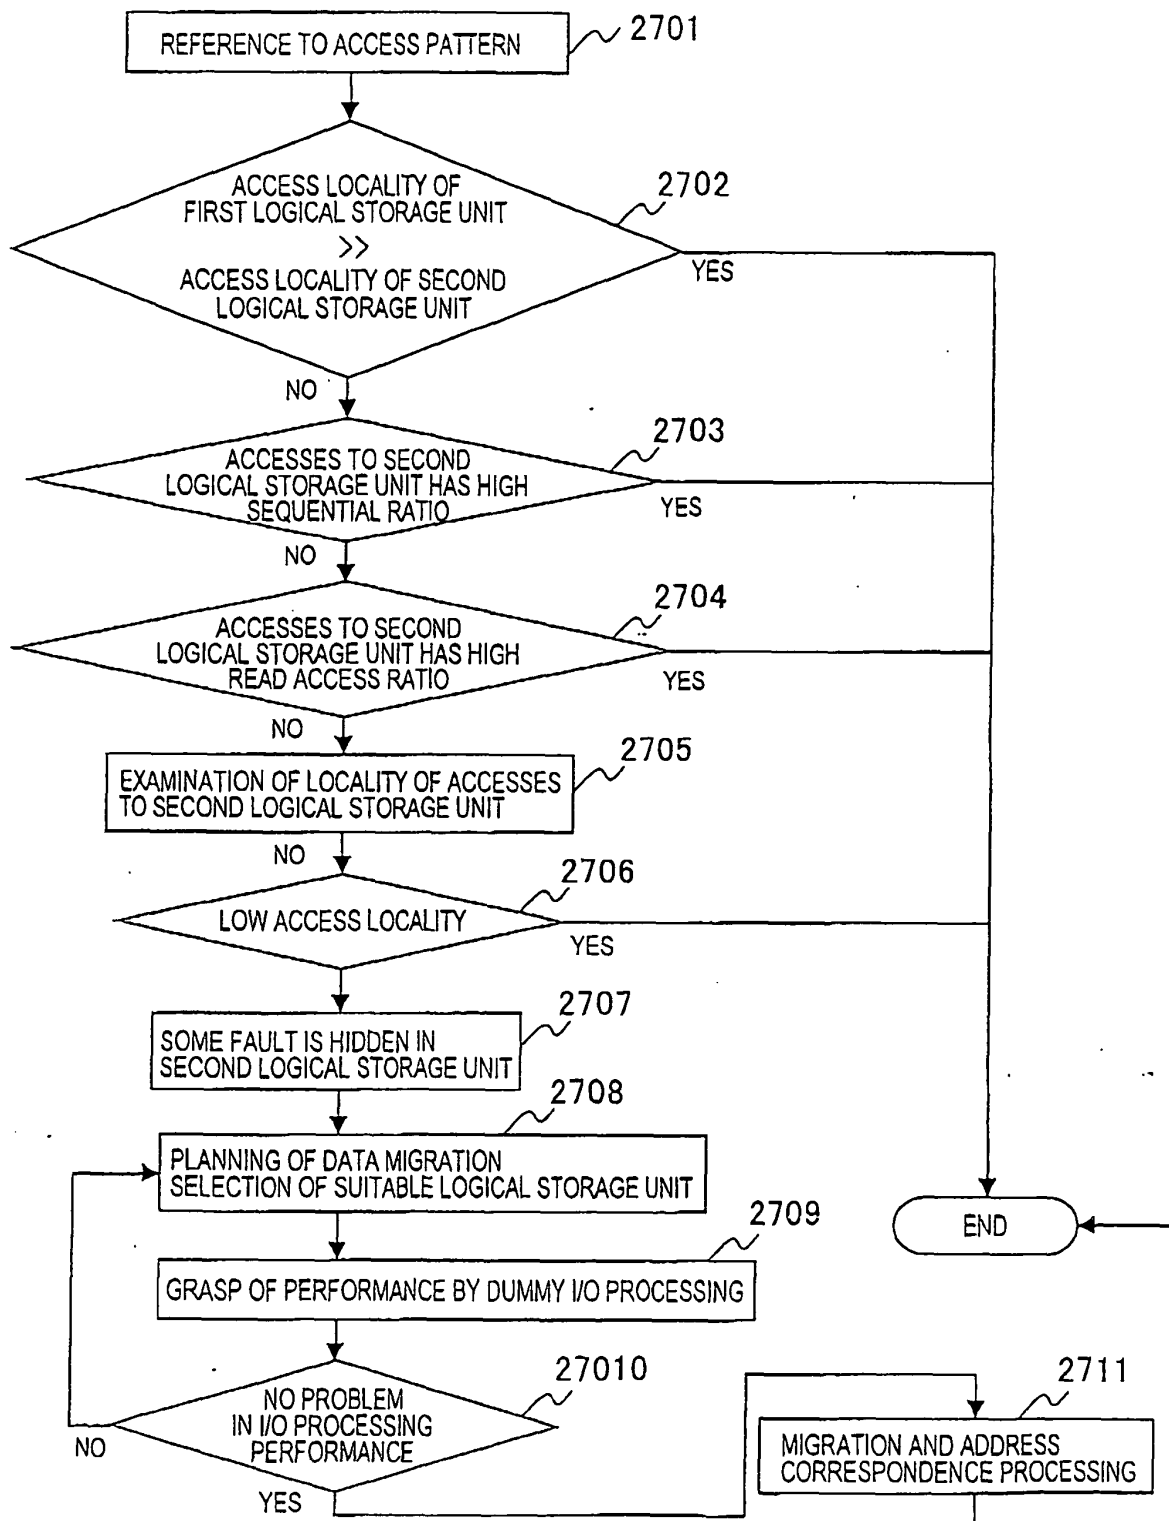 REFERENCE TO ACCESS PATTERN
2701
ACCESS LOCALITY OF
FIRST LOGICAL STORAGE UNIT
>>
ACCESS LOCALITY OF SECOND
LOGICAL STORAGE UNIT
2702
YES
NO
ACCESSES TO SECOND
LOGICAL STORAGE UNIT HAS HIGH
SEQUENTIAL RATIO
2703
YES
NO
ACCESSES TO SECOND
LOGICAL STORAGE UNIT HAS HIGH
READ ACCESS RATIO
2704
YES
NO
EXAMINATION OF LOCALITY OF ACCESSES
TO SECOND LOGICAL STORAGE UNIT
2705
NO
LOW ACCESS LOCALITY
2706
YES
SOME FAULT IS HIDDEN IN
SECOND LOGICAL STORAGE UNIT
2707
PLANNING OF DATA MIGRATION
SELECTION OF SUITABLE LOGICAL STORAGE UNIT
2708
END
GRASP OF PERFORMANCE BY DUMMY I/O PROCESSING
2709
NO PROBLEM
IN I/O PROCESSING
PERFORMANCE
27010
NO
YES
MIGRATION AND ADDRESS
CORRESPONDENCE PROCESSING
2711